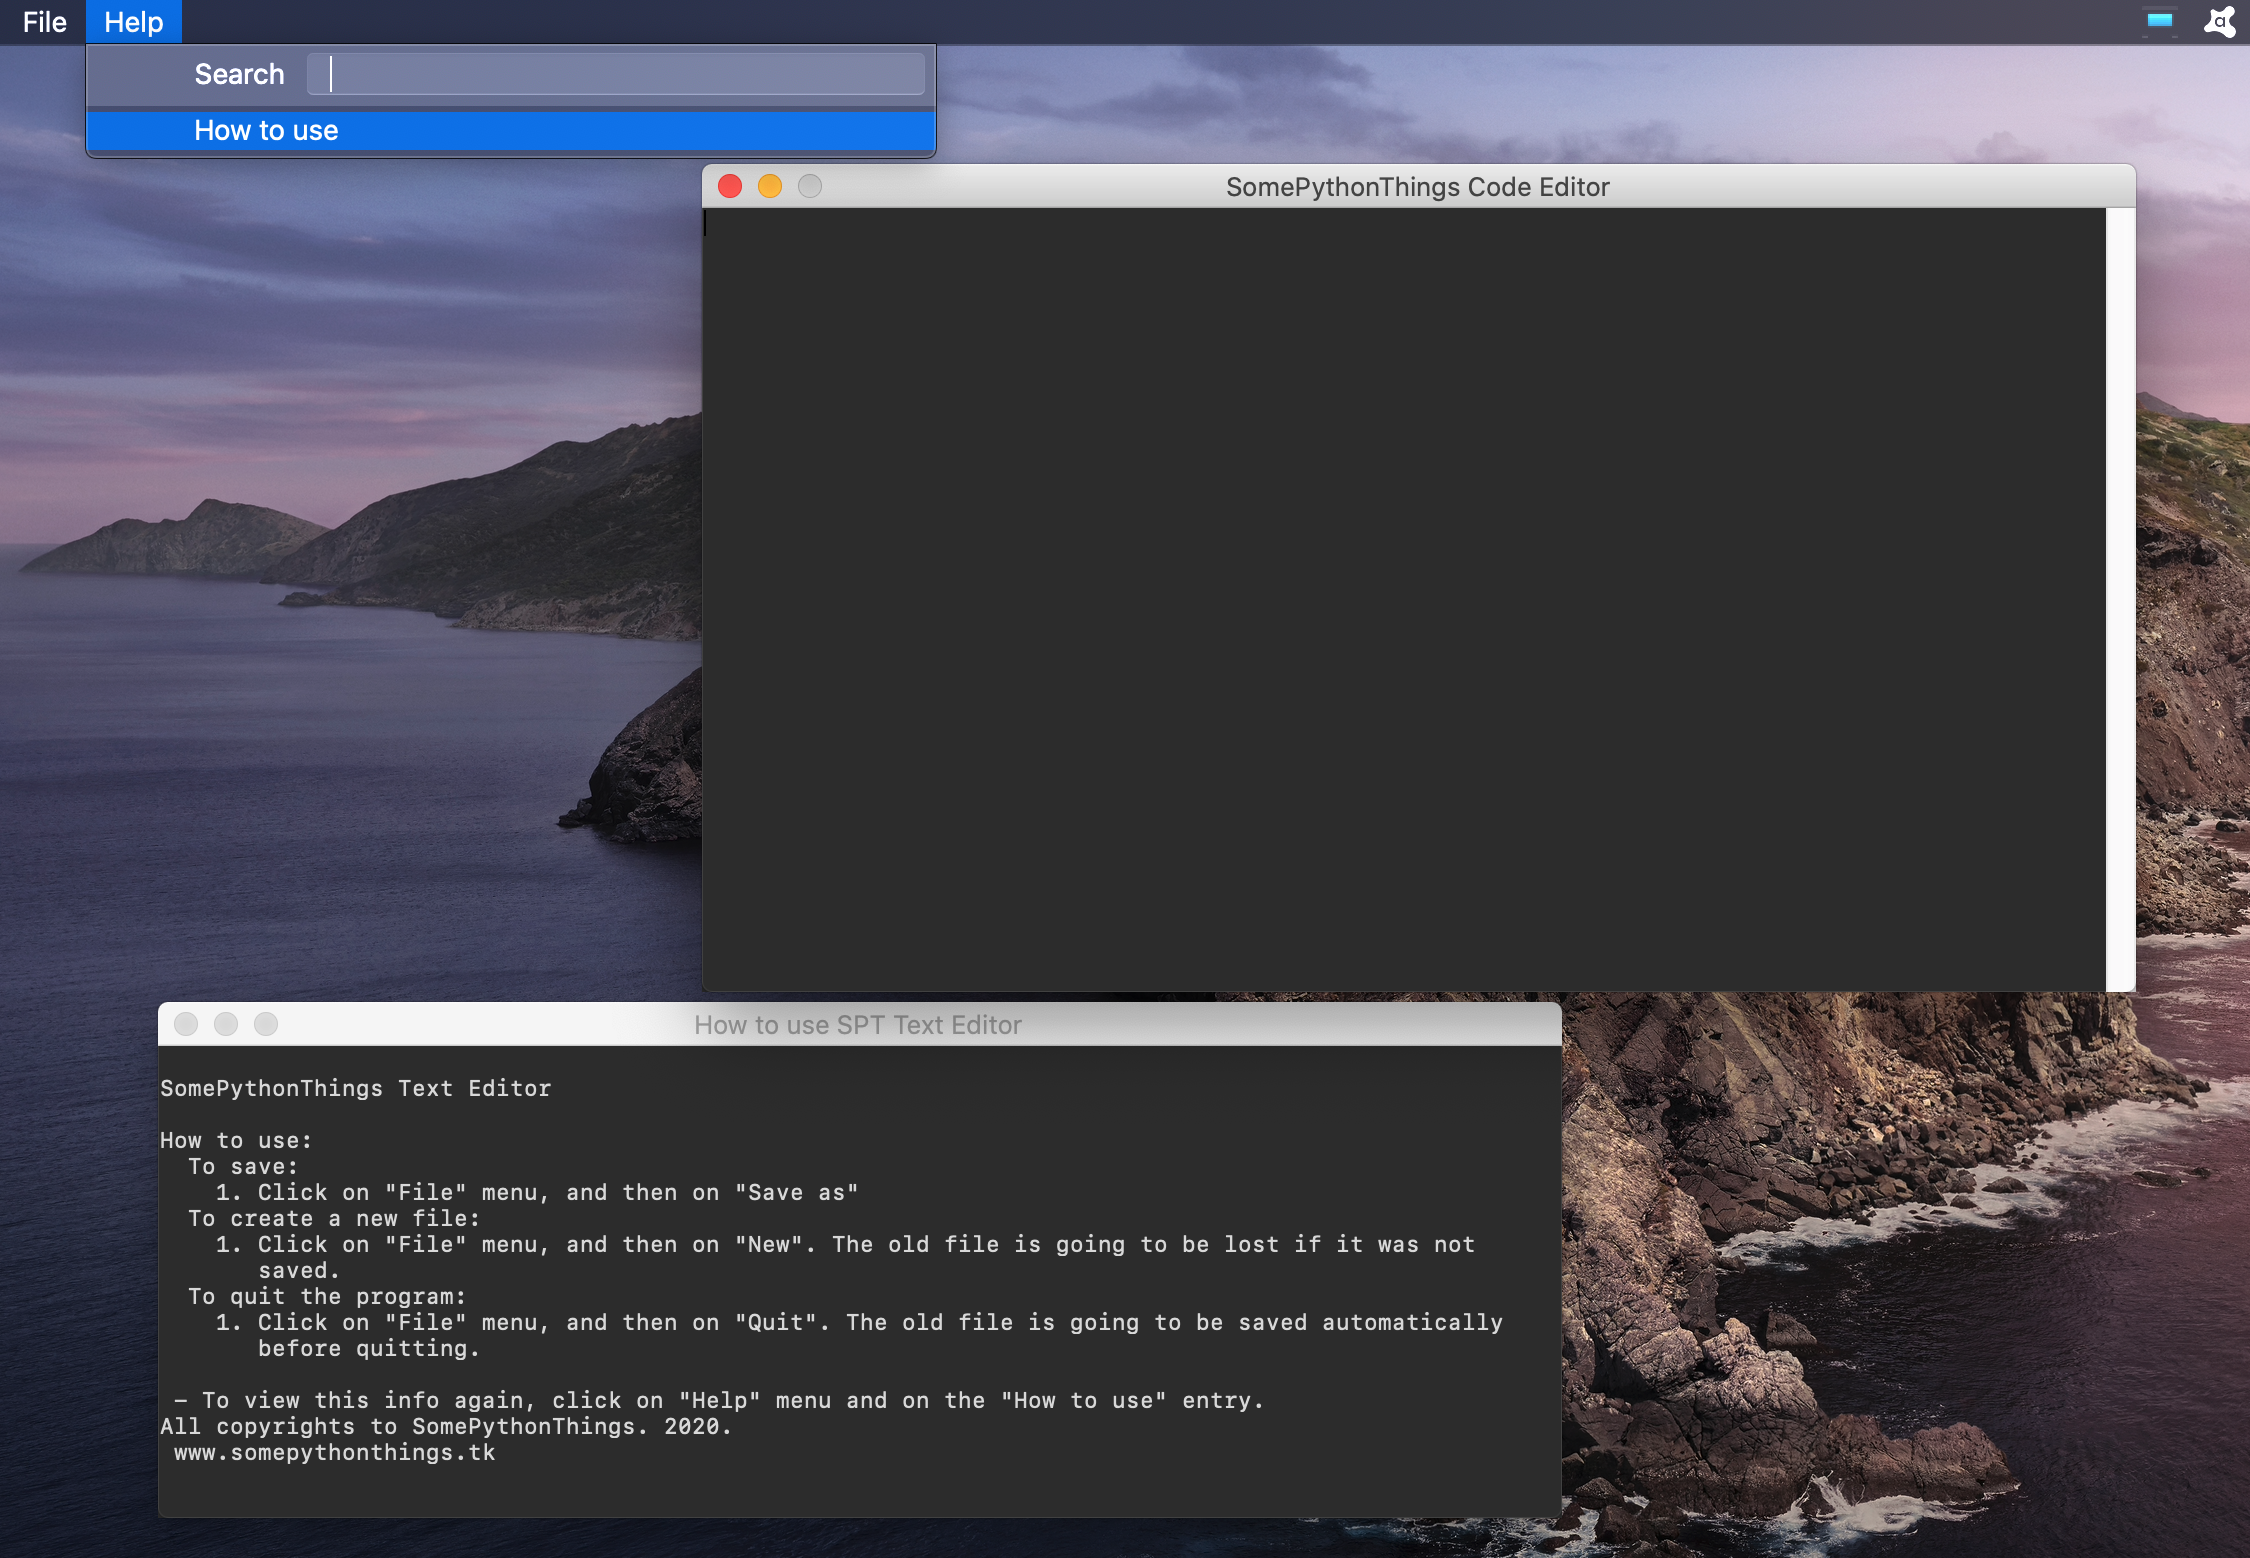 File Help
Search
How to use
SomePythonThings Code Editor
How to use SPT Text Editor
SomePythonThings Text Editor
How to use:
To save:
1. Click on "File" menu, and then on "Save as"
To create a new file:
1. Click on "File" menu, and then on "New". The old file is going to be lost if it was not
saved.
To quit the program:
1. Click on "File" menu, and then on "Quit". The old file is going to be saved automatically
before quitting.
– To view this info again, click on "Help" menu and on the "How to use" entry.
All copyrights to SomePythonThings. 2020.
www.somepythonthings.tk